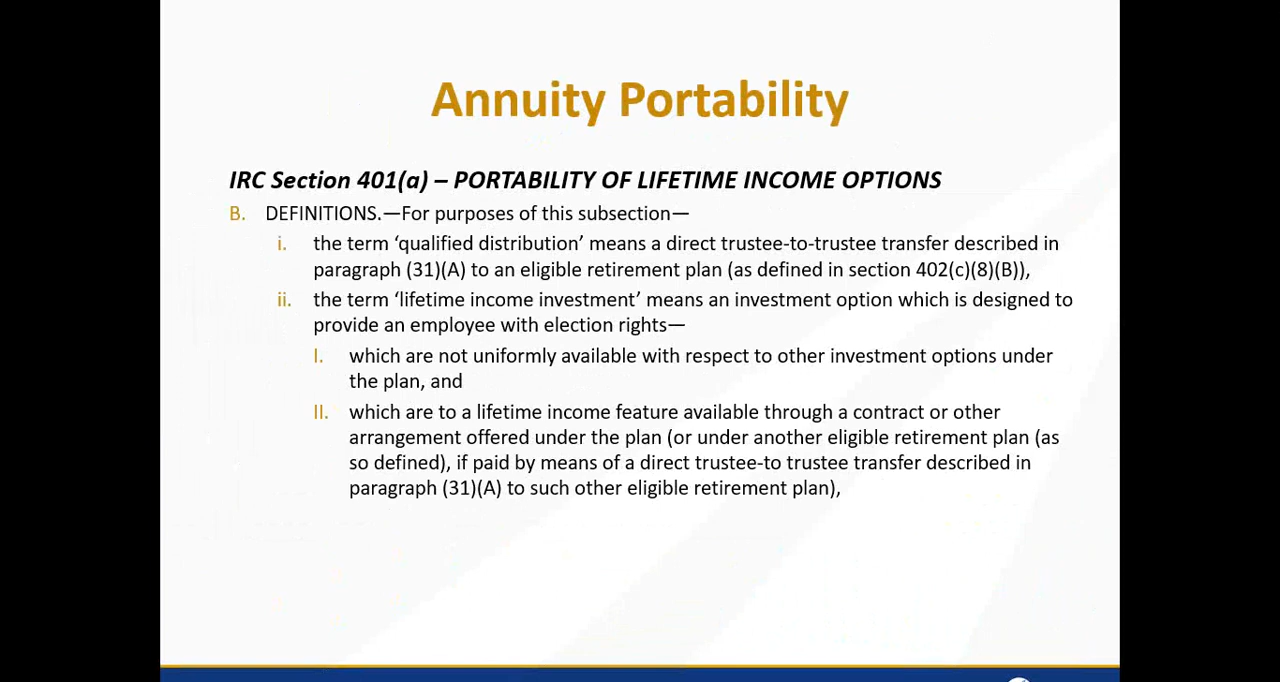 Annuity Portability
IRC Section 401(a) – PORTABILITY OF LIFETIME INCOME OPTIONS
B. DEFINITIONS.—For purposes of this subsection—
i. the term ‘qualified distribution’ means a direct trustee-to-trustee transfer described in
paragraph (31)(A) to an eligible retirement plan (as defined in section 402(c)(8)(B)),
ii. the term ‘lifetime income investment’ means an investment option which is designed to
provide an employee with election rights—
I. which are not uniformly available with respect to other investment options under
the plan, and
II. which are to a lifetime income feature available through a contract or other
arrangement offered under the plan (or under another eligible retirement plan (as
so defined), if paid by means of a direct trustee-to trustee transfer described in
paragraph (31)(A) to such other eligible retirement plan),